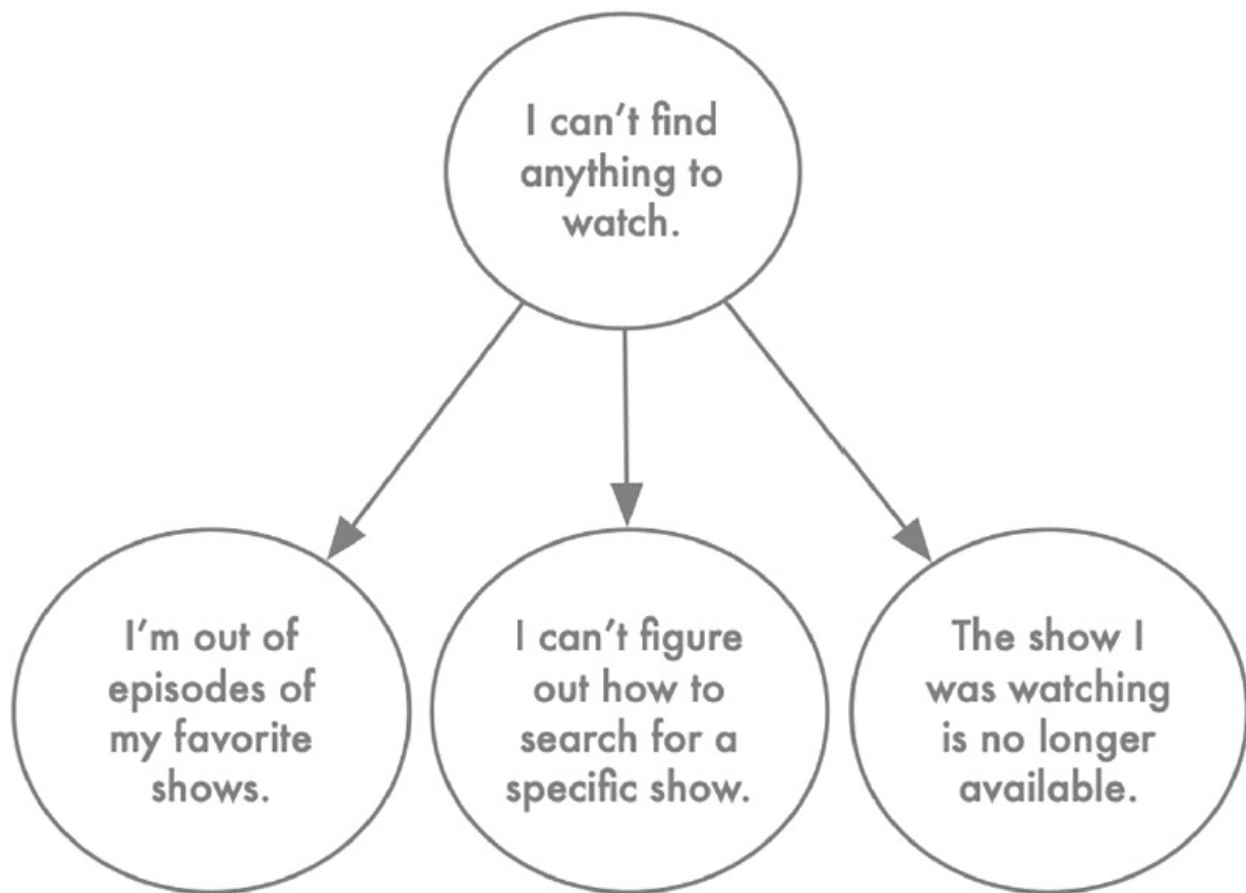 I can’t find
anything to
watch.
I’m out of
episodes of
my favorite
shows.
I can’t figure
out how to
search for a
specific show.
The show I
was watching
is no longer
available.